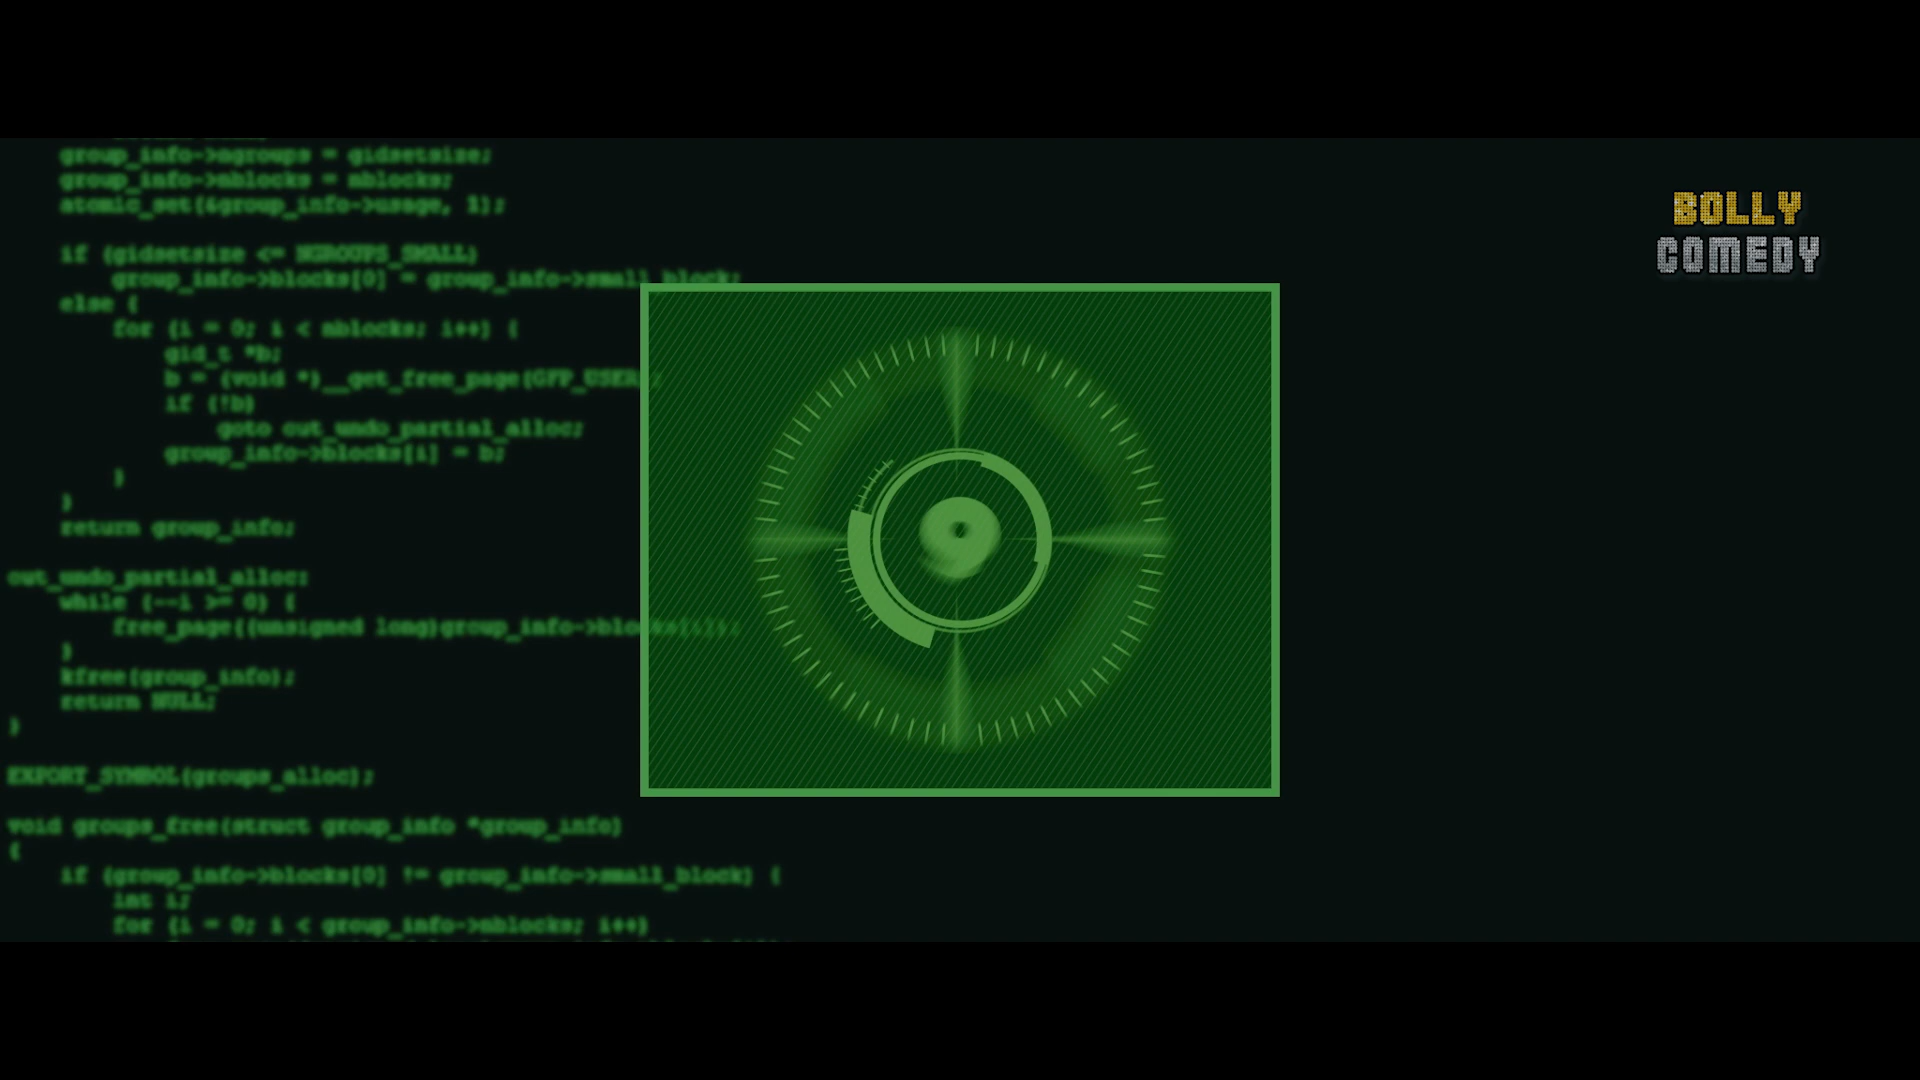 group_info->ngroups = gidsetsize;
group_info->nblocks = nblocks;
atomic_set(&group_info->usage, 1);
if (gidsetsize <= NGROUPS_SMALL)
group_info->blocks[0] = group_info->small_block;
else {
for (i = 0; i < nblocks; i++) {
gid_t *b;
b = (void *)__get_free_page(GFP_USER);
if (!b)
goto out_undo_partial_alloc;
group_info->blocks[i] = b;
}
}
return group_info;
out_undo_partial_alloc:
while (--i >= 0) {
free_page((unsigned long)group_info->blocks[i]);
}
kfree(group_info);
return NULL;
}
EXPORT_SYMBOL(groups_alloc);
void groups_free(struct group_info *group_info)
{
if (group_info->blocks[0] != group_info->small_block) {
int i;
for (i = 0; i < group_info->nblocks; i++)
BOLLY
COMEDY